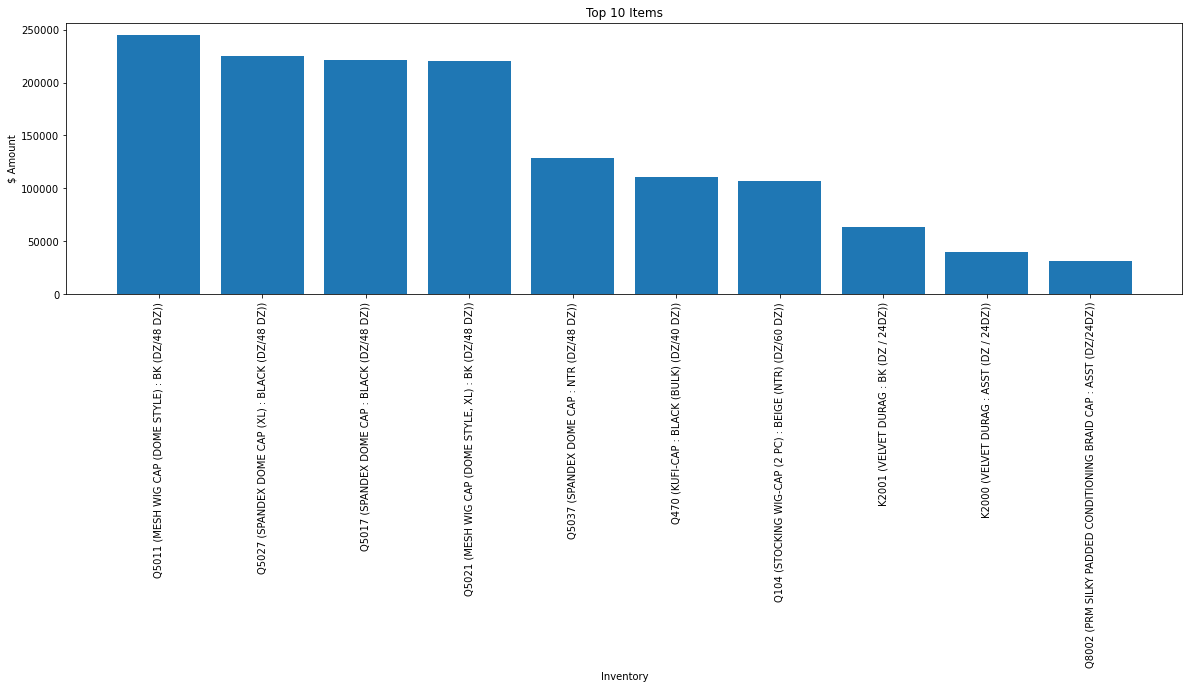 Top 10 Items
$ Amount
250000
200000
150000
100000
50000
0
Q5011 (MESH WIG CAP (DOME STYLE) : BK (DZ/48 DZ))
Q5027 (SPANDEX DOME CAP (XL) : BLACK (DZ/48 DZ))
Q5017 (SPANDEX DOME CAP : BLACK (DZ/48 DZ))
Q5021 (MESH WIG CAP (DOME STYLE, XL) : BK (DZ/48 DZ))
Q5037 (SPANDEX DOME CAP : NTR (DZ/48 DZ))
Q470 (KUFI-CAP : BLACK (BULK) (DZ/40 DZ))
Q104 (STOCKING WIG-CAP (2 PC) : BEIGE (NTR) (DZ/60 DZ))
K2001 (VELVET DURAG : BK (DZ / 24DZ))
K2000 (VELVET DURAG : ASST (DZ / 24DZ))
Q8002 (PRM SILKY PADDED CONDITIONING BRAID CAP : ASST (DZ/24DZ))
Inventory